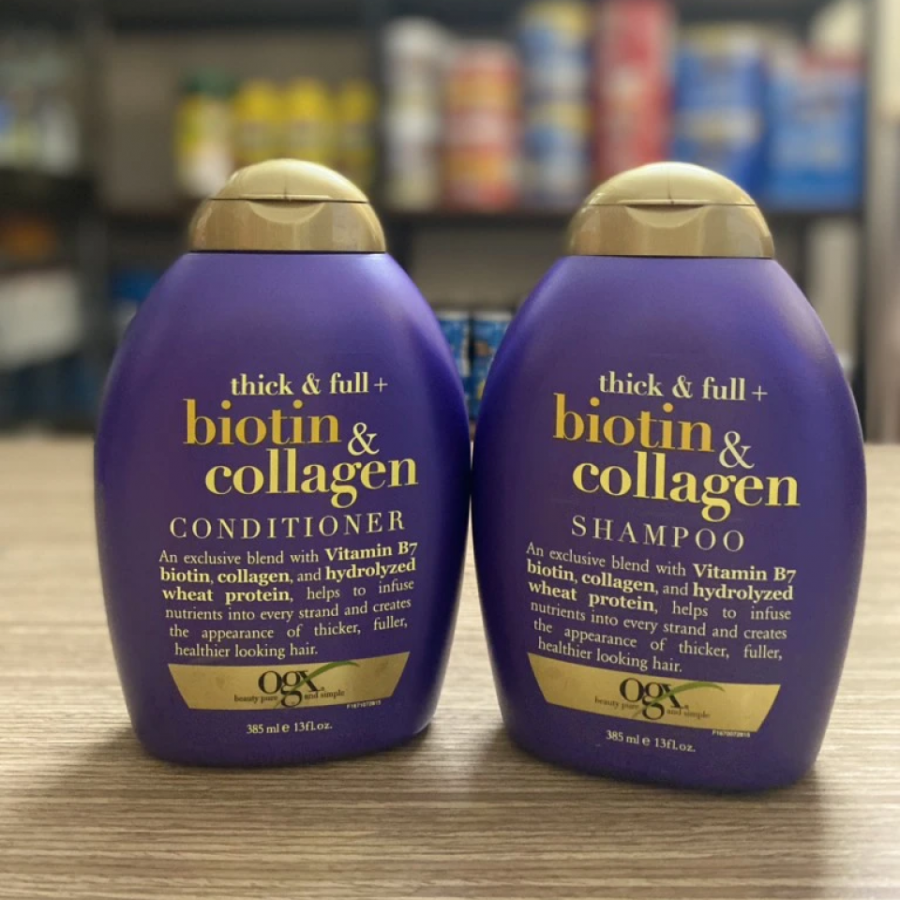 thick & full +
biotin
&
collagen
CONDITIONER
An exclusive blend with Vitamin B7
biotin, collagen, and hydrolyzed
wheat protein, helps to infuse
nutrients into every strand and creates
the appearance of thicker, fuller,
healthier looking hair.
ogx
beauty pure and simple
385 ml e 13fl.oz.
thick & full +
biotin
&
collagen
SHAMPOO
An exclusive blend with Vitamin B7
biotin, collagen, and hydrolyzed
wheat protein, helps to infuse
nutrients into every strand and creates
the appearance of thicker, fuller,
healthier looking hair.
ogx
beauty pure and simple
385 ml e 13fl.oz.